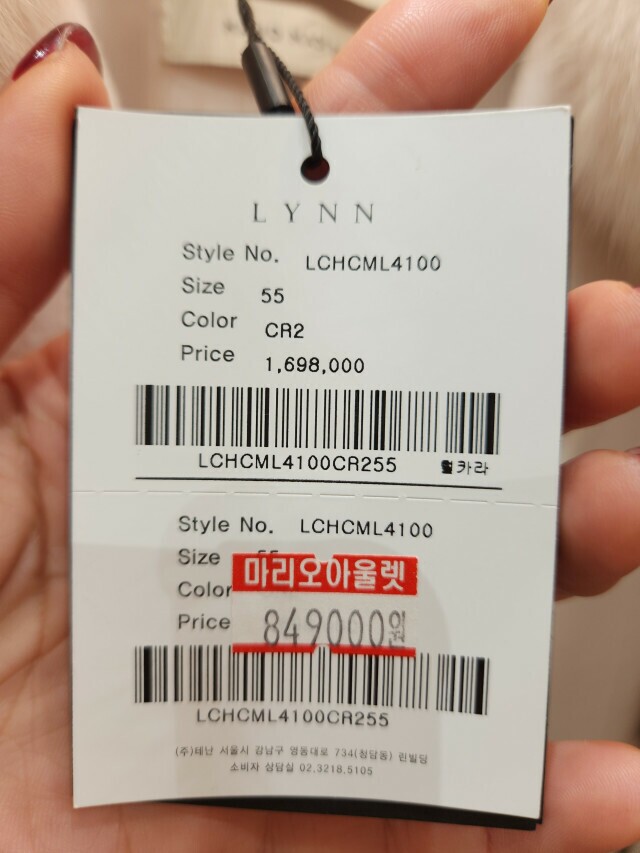 LYNN
Style No. LCHCML4100
Size 55
Color CR2
Price 1,698,000
LCHCML4100CR255 털카라
Style No. LCHCML4100
Size 55
마리오아울렛
Color
Price 849000원
LCHCML4100CR255
(주)테난 서울시 강남구 영동대로 734(청담동) 린빌딩
소비자 상담실 02.3218.5105